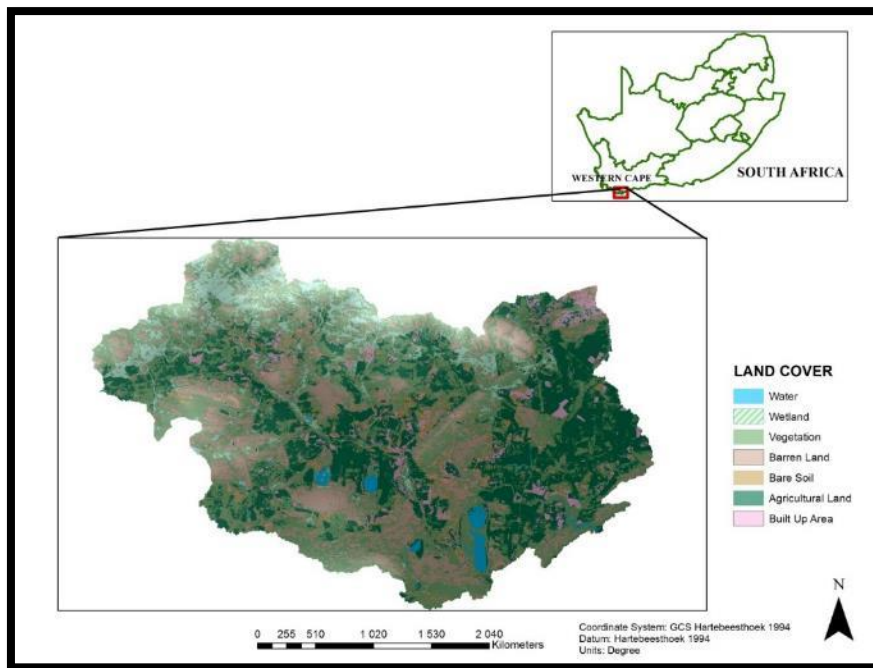 WESTERN CAPE
SOUTH AFRICA
LAND COVER
Water
Wetland
Vegetation
Barren Land
Bare Soil
Agricultural Land
Built Up Area
N
0 255 510 1 020 1 530 2 040
Kilometers
Coordinate System: GCS Hartebeesthoek 1994
Datum: Hartebeesthoek 1994
Units: Degree